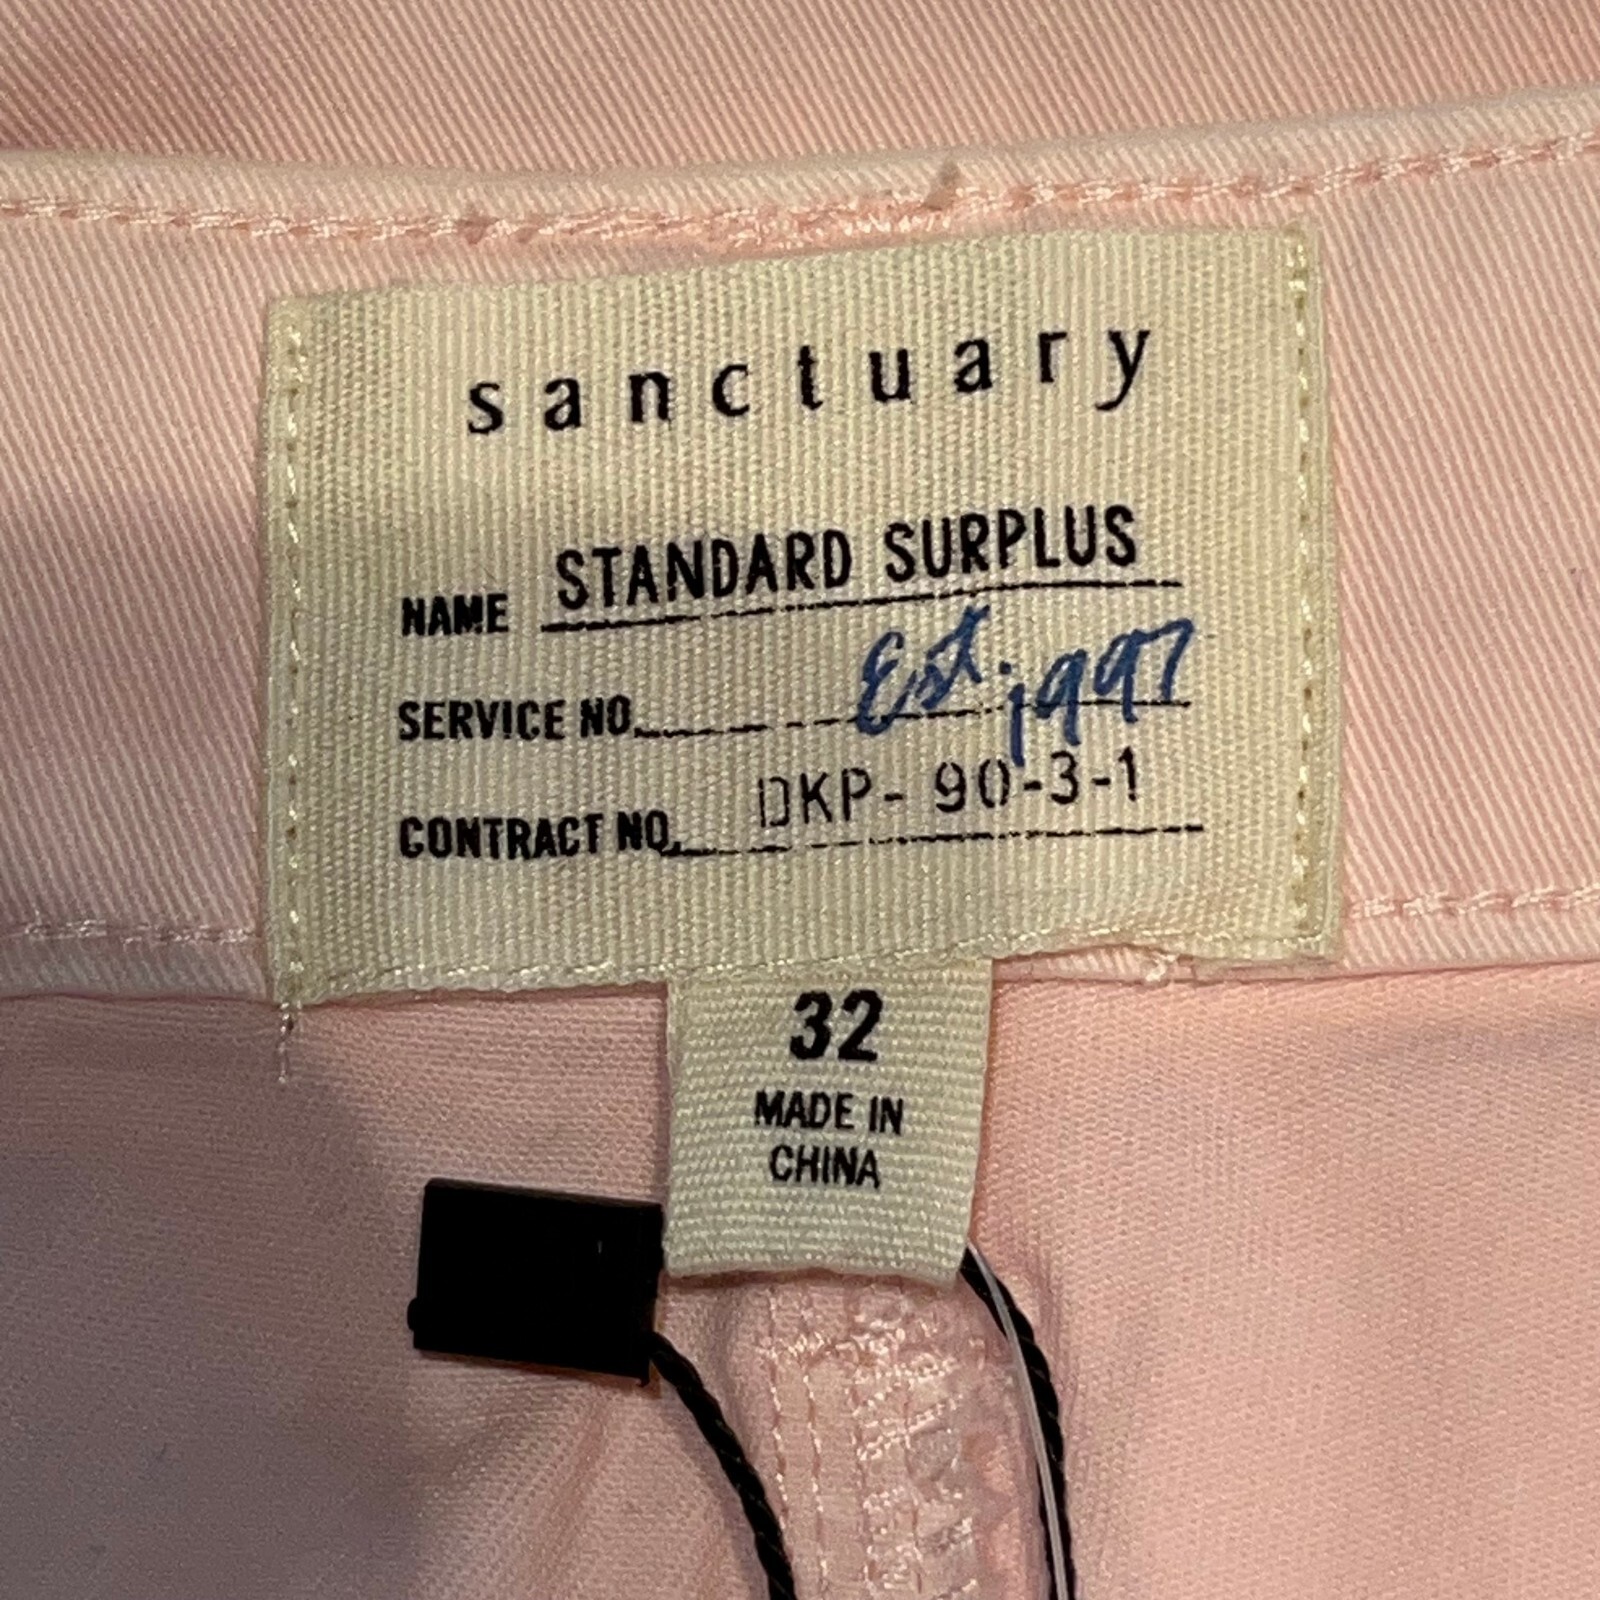 sanctuary
NAME STANDARD SURPLUS
SERVICE NO. Est. 1997
CONTRACT NO. DKP-90-3-1
32
MADE IN
CHINA